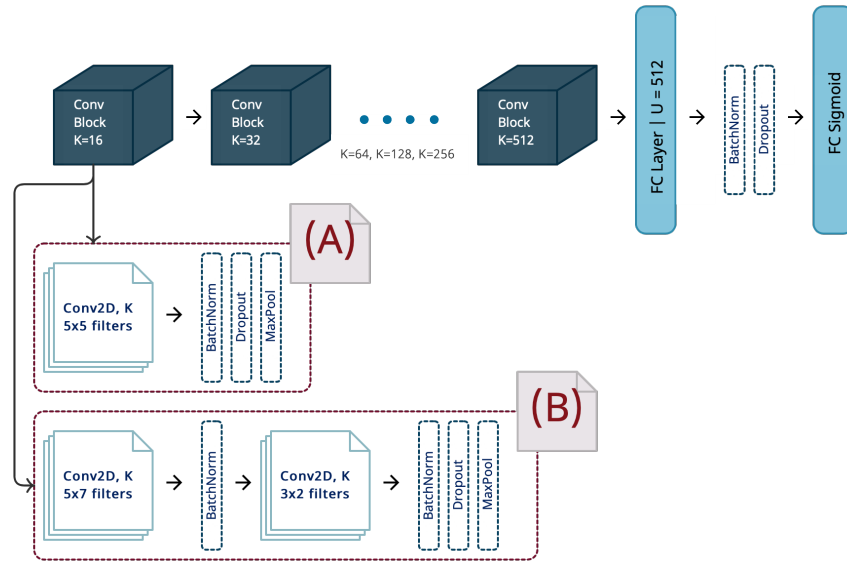 Conv
Block
K=16
Conv
Block
K=32
K=64, K=128, K=256
Conv
Block
K=512
FC Layer | U = 512
BatchNorm
Dropout
FC Sigmoid
(A)
Conv2D, K
5x5 filters
BatchNorm
Dropout
MaxPool
(B)
Conv2D, K
5x7 filters
BatchNorm
Conv2D, K
3x2 filters
BatchNorm
Dropout
MaxPool